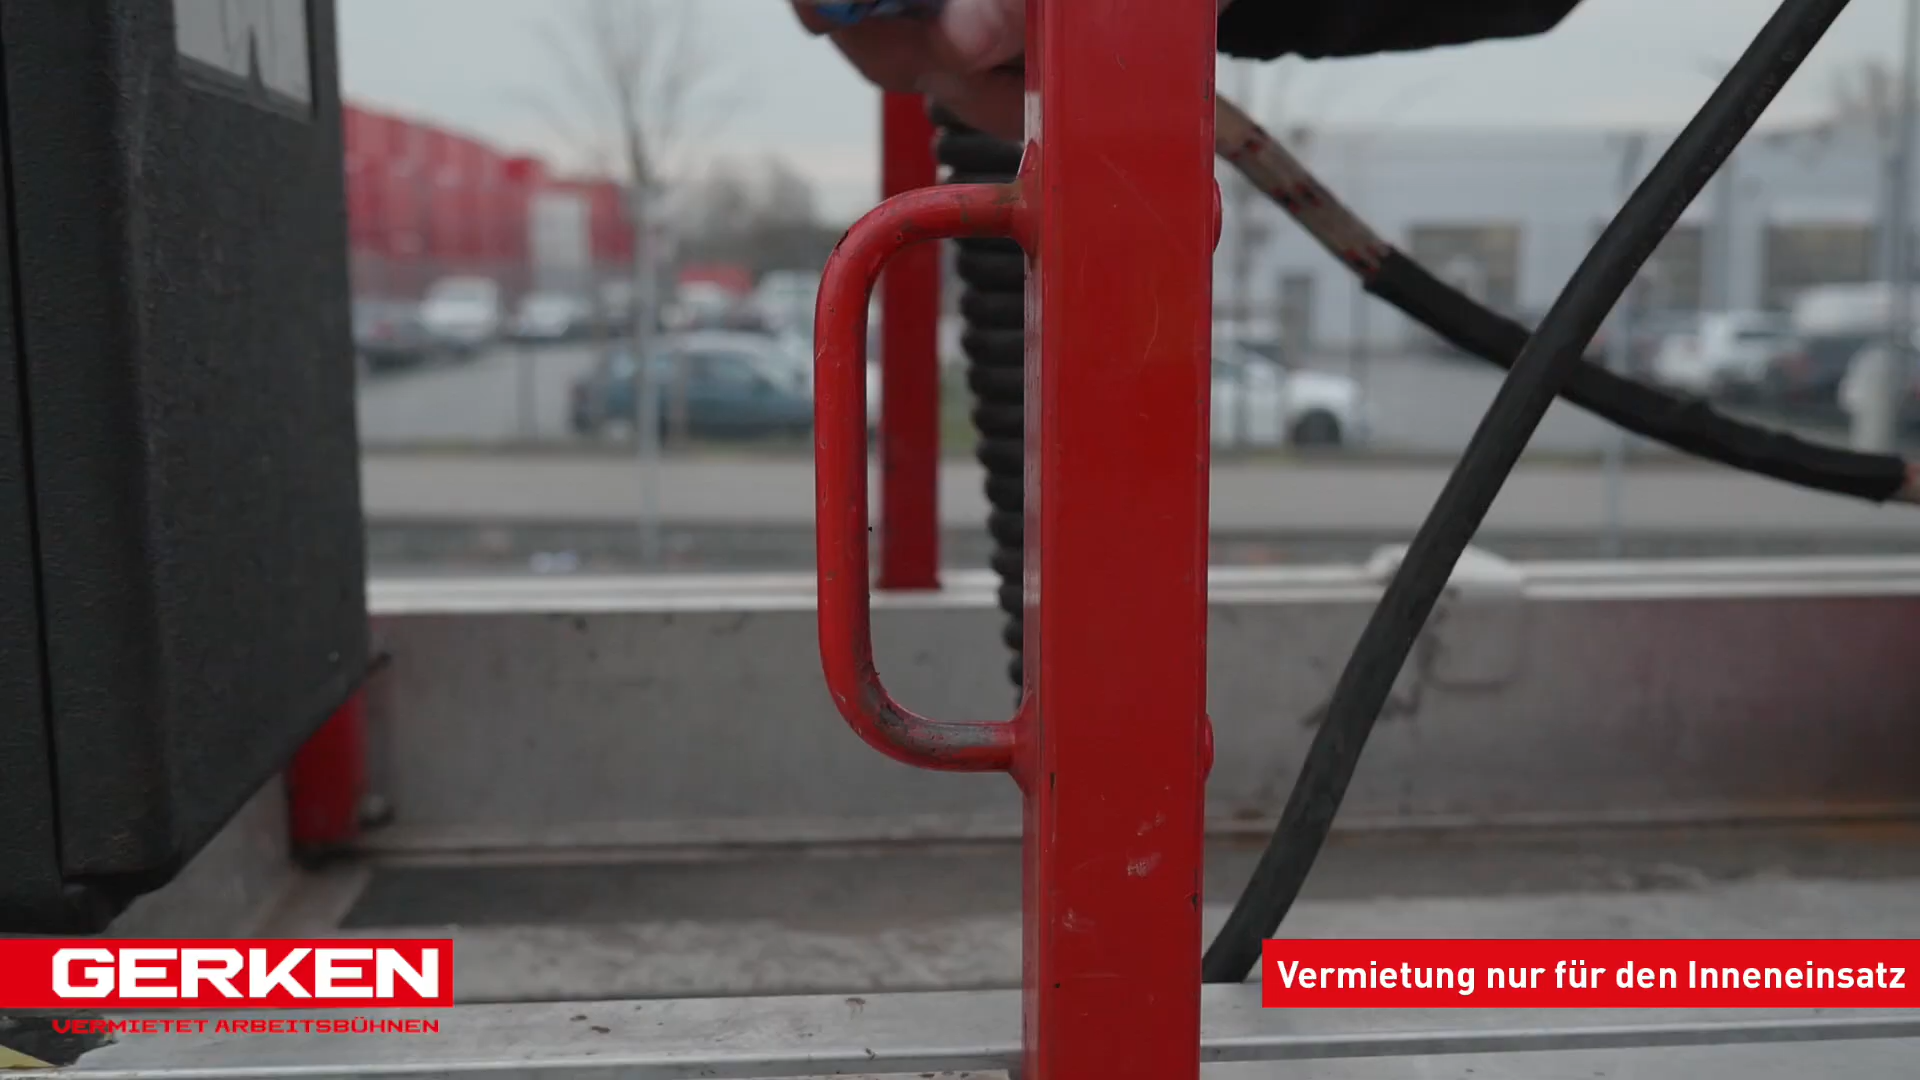 GERKEN
VERMIETET ARBEITSBÜHNEN
Vermietung nur für den Inneneinsatz